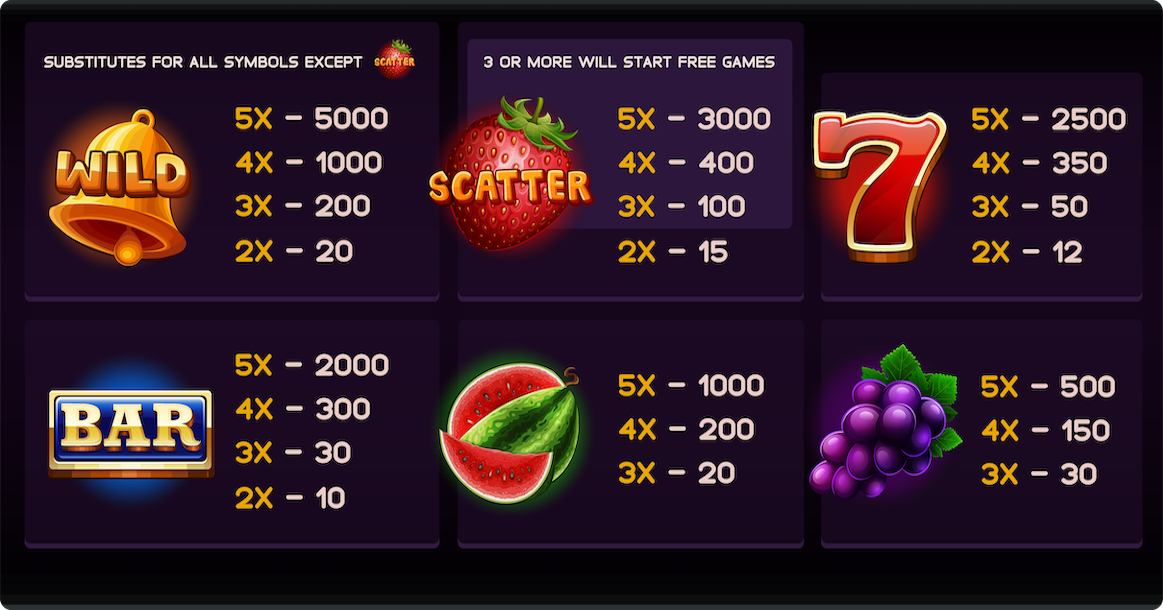 SUBSTITUTES FOR ALL SYMBOLS EXCEPT SCATTER
WILD
5X – 5000
4X – 1000
3X – 200
2X – 20
3 OR MORE WILL START FREE GAMES
SCATTER
5X – 3000
4X – 400
3X – 100
2X – 15
7
5X – 2500
4X – 350
3X – 50
2X – 12
BAR
5X – 2000
4X – 300
3X – 30
2X – 10
5X – 1000
4X – 200
3X – 20
5X – 500
4X – 150
3X – 30